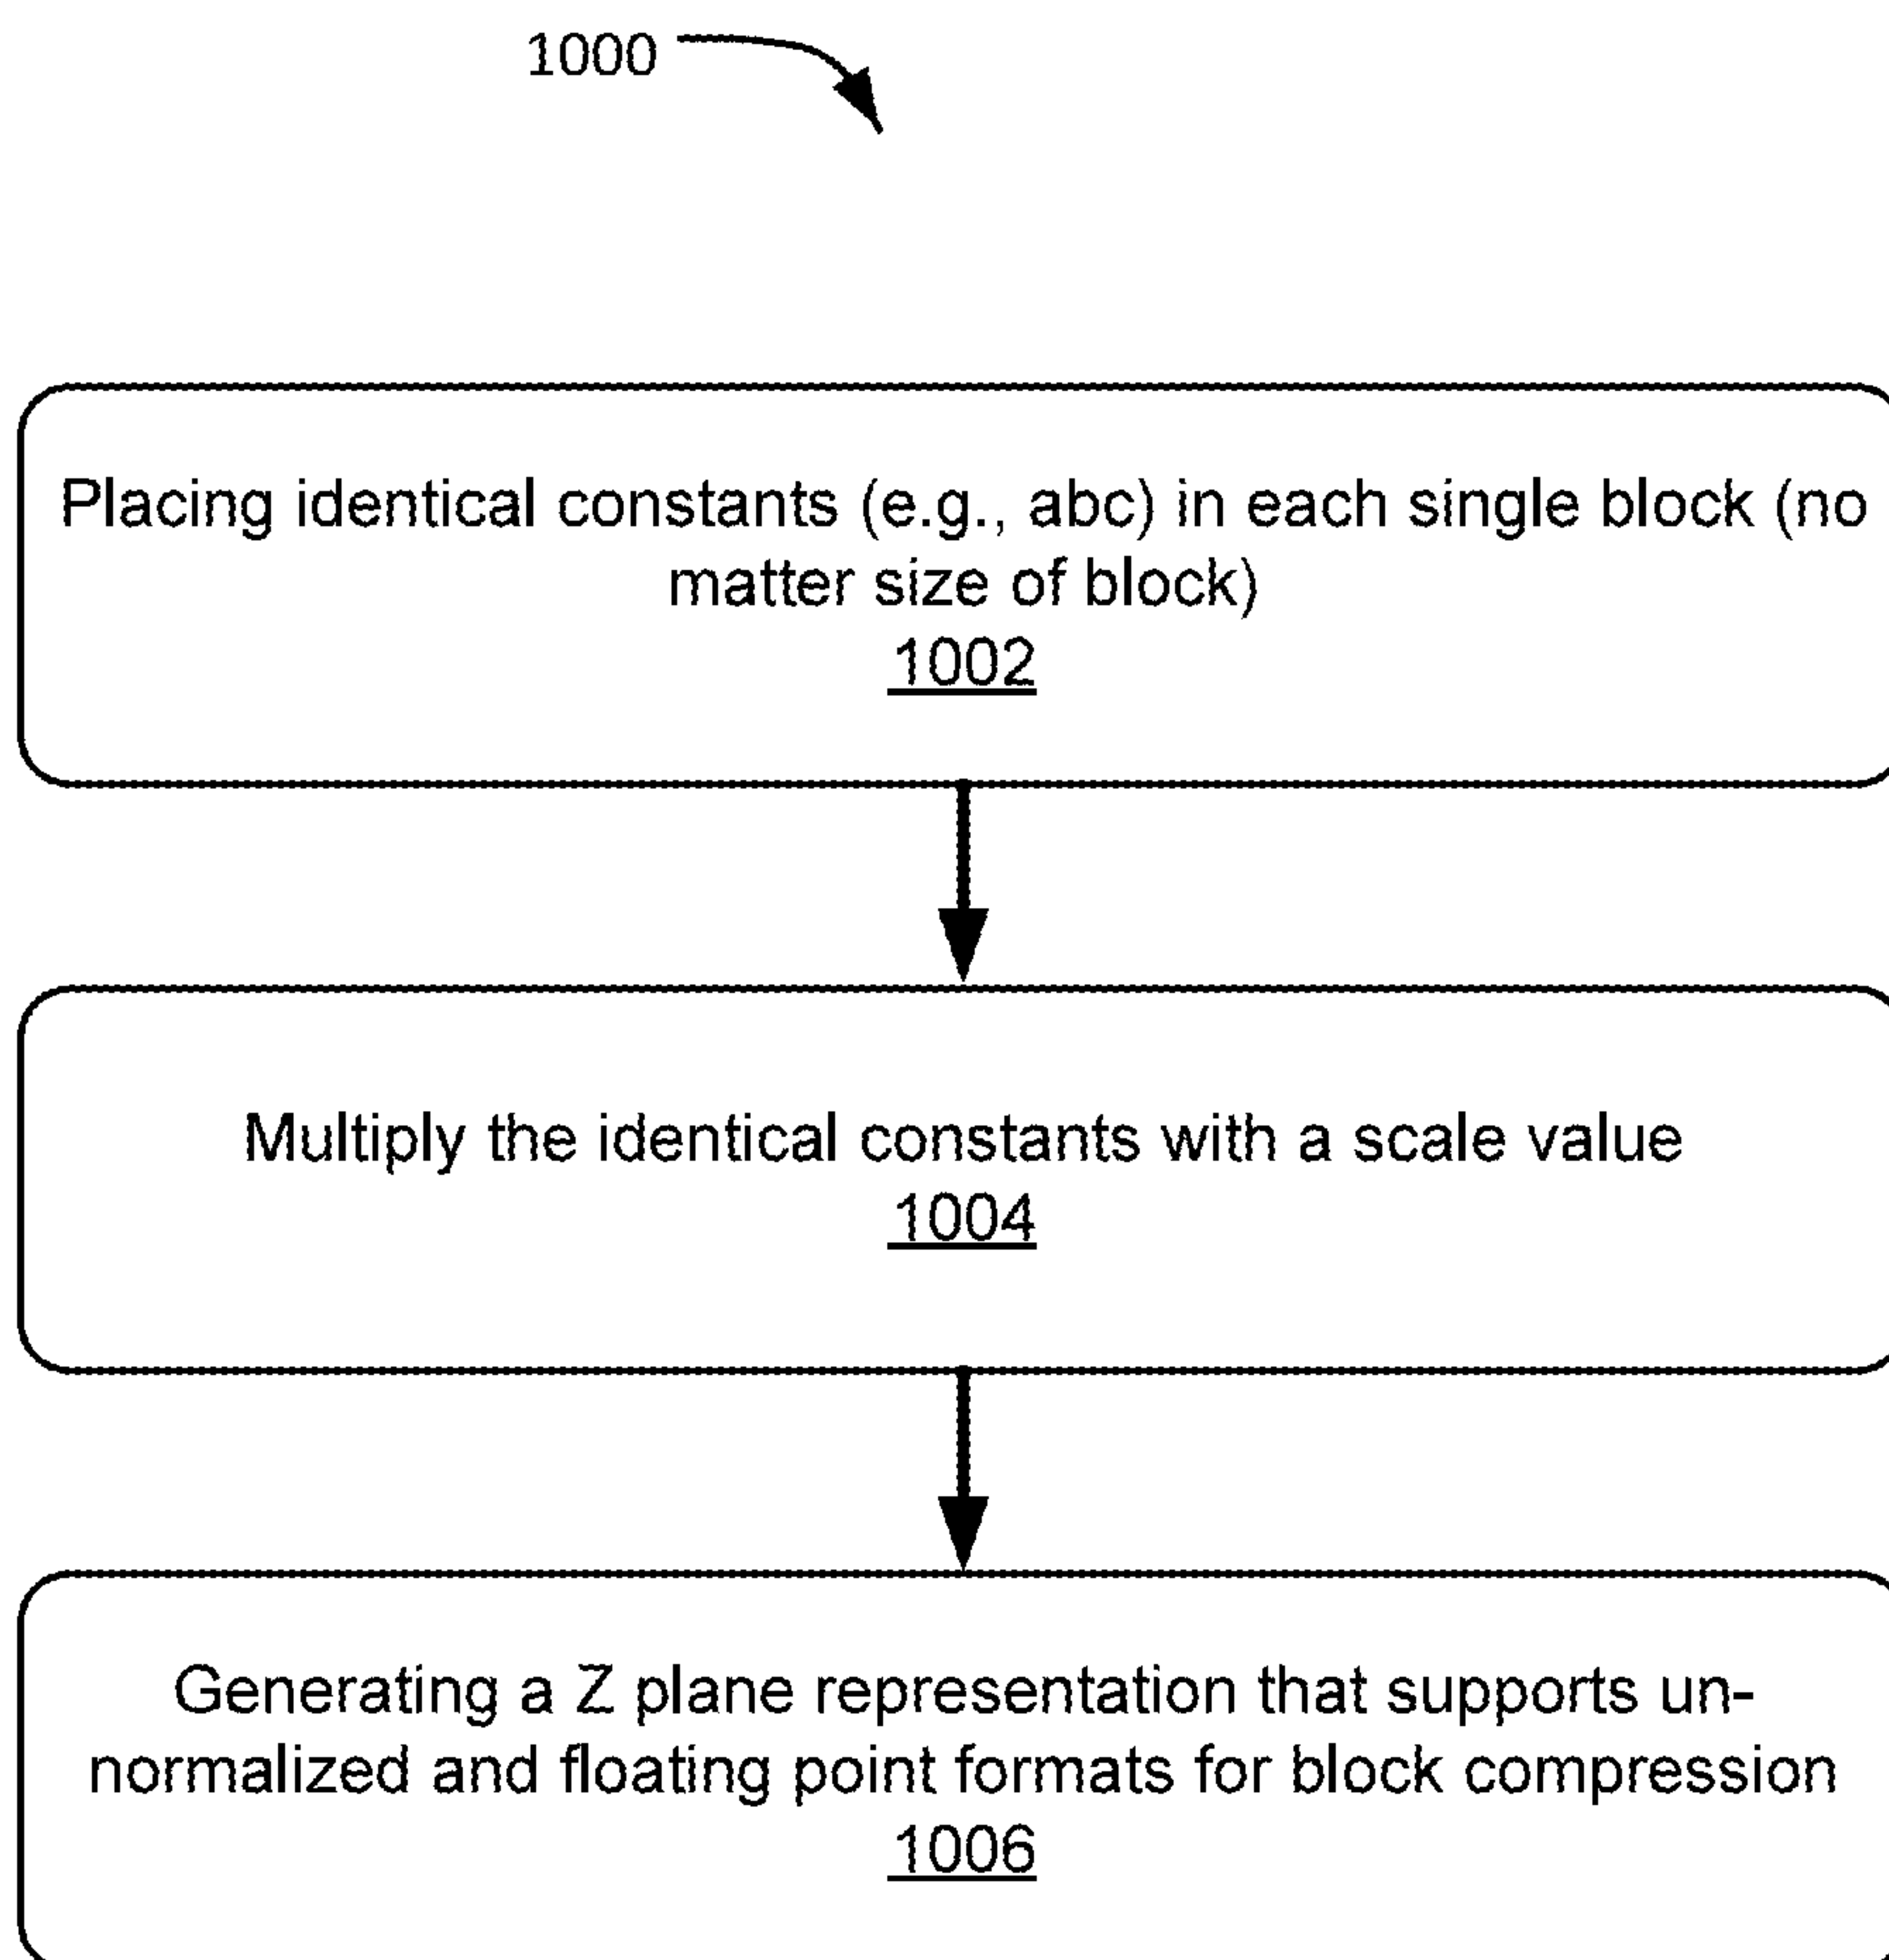 1000
Placing identical constants (e.g., abc) in each single block (no
matter size of block)
1002
Multiply the identical constants with a scale value
1004
Generating a Z plane representation that supports un-
normalized and floating point formats for block compression
1006